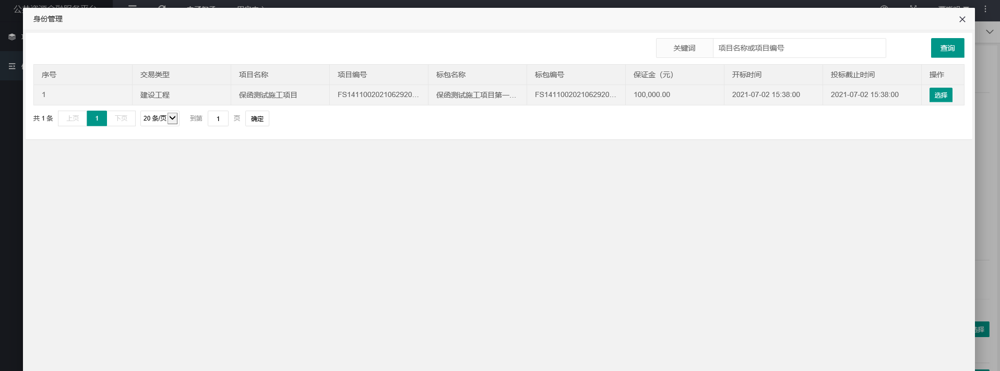 身份管理
关键词 项目名称或项目编号 查询
序号 交易类型 项目名称 项目编号 标包名称 标包编号 保证金（元） 开标时间 投标截止时间 操作
1 建设工程 保函测试施工项目 FS1411002021062920... 保函测试施工项目第一... FS1411002021062920... 100,000.00 2021-07-02 15:38:00 2021-07-02 15:38:00 选择
共 1 条 上页 1 下页 20 条/页 到第 1 页 确定
选择